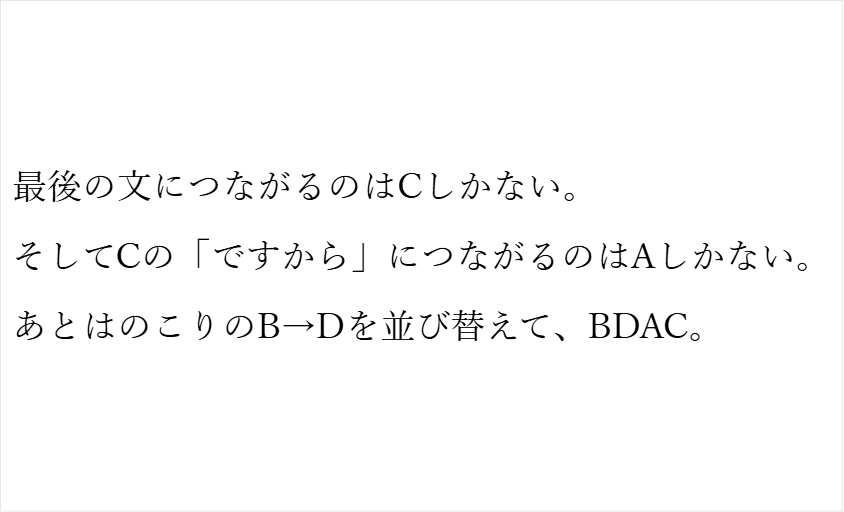 最後の文につながるのはCしかない。
そしてCの「ですから」につながるのはAしかない。
あとはのこりのB→Dを並び替えて、BDAC。